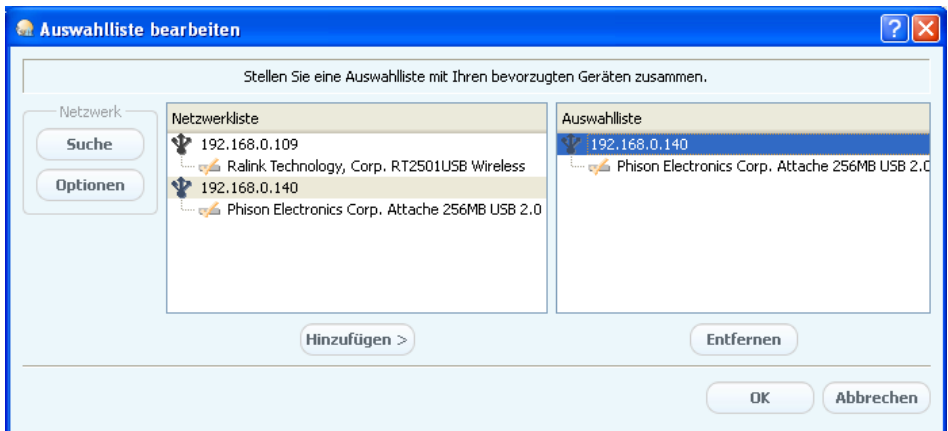 Auswahlliste bearbeiten
Stellen Sie eine Auswahlliste mit Ihren bevorzugten Geräten zusammen.
Netzwerk
Suche
Optionen
Netzwerkliste
192.168.0.109
Ralink Technology, Corp. RT2501USB Wireless
192.168.0.140
Phison Electronics Corp. Attache 256MB USB 2.0
Hinzufügen >
Auswahlliste
192.168.0.140
Phison Electronics Corp. Attache 256MB USB 2.0
Entfernen
OK
Abbrechen